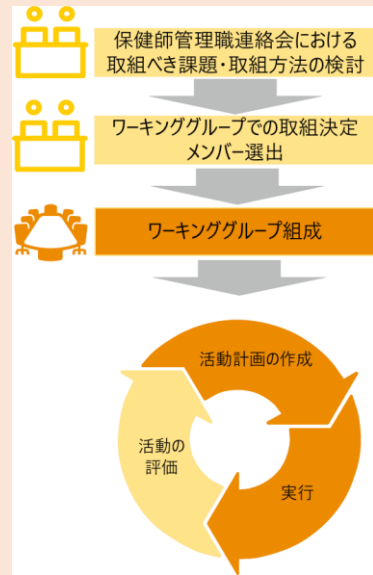 保健師管理職連絡会における
取組べき課題・取組方法の検討
ワーキンググループでの取組決定
メンバー選出
ワーキンググループ組成
活動計画の作成
活動の
評価
実行